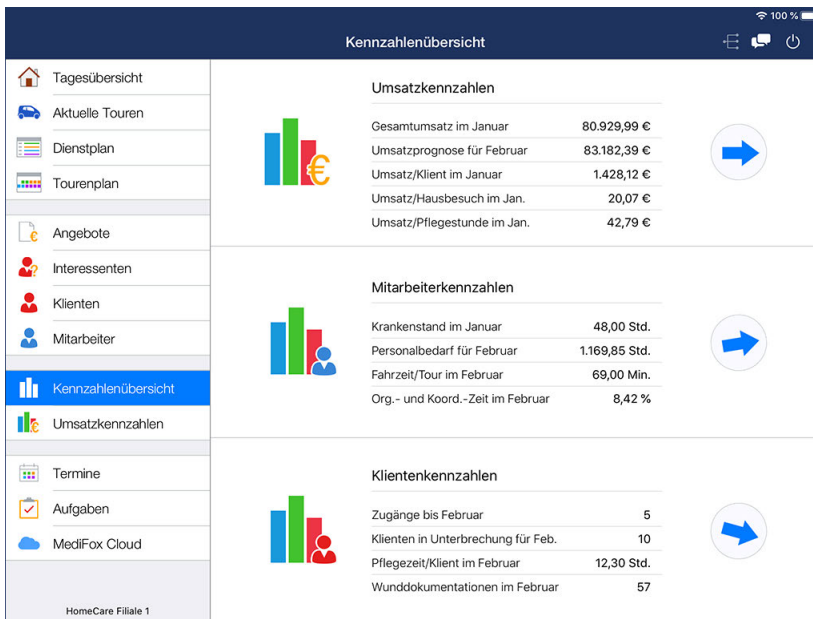 100 %
Kennzahlenübersicht
Tagesübersicht
Aktuelle Touren
Dienstplan
Tourenplan
Angebote
Interessenten
Klienten
Mitarbeiter
Kennzahlenübersicht
Umsatzkennzahlen
Termine
Aufgaben
MediFox Cloud
HomeCare Filiale 1
Umsatzkennzahlen
Gesamtumsatz im Januar 80.929,99 €
Umsatzprognose für Februar 83.182,39 €
Umsatz/Klient im Januar 1.428,12 €
Umsatz/Hausbesuch im Jan. 20,07 €
Umsatz/Pflegestunde im Jan. 42,79 €
Mitarbeiterkennzahlen
Krankenstand im Januar 48,00 Std.
Personalbedarf für Februar 1.169,85 Std.
Fahrzeit/Tour im Februar 69,00 Min.
Org.- und Koord.-Zeit im Februar 8,42 %
Klientenkennzahlen
Zugänge bis Februar 5
Klienten in Unterbrechung für Feb. 10
Pflegezeit/Klient im Februar 12,30 Std.
Wunddokumentationen im Februar 57